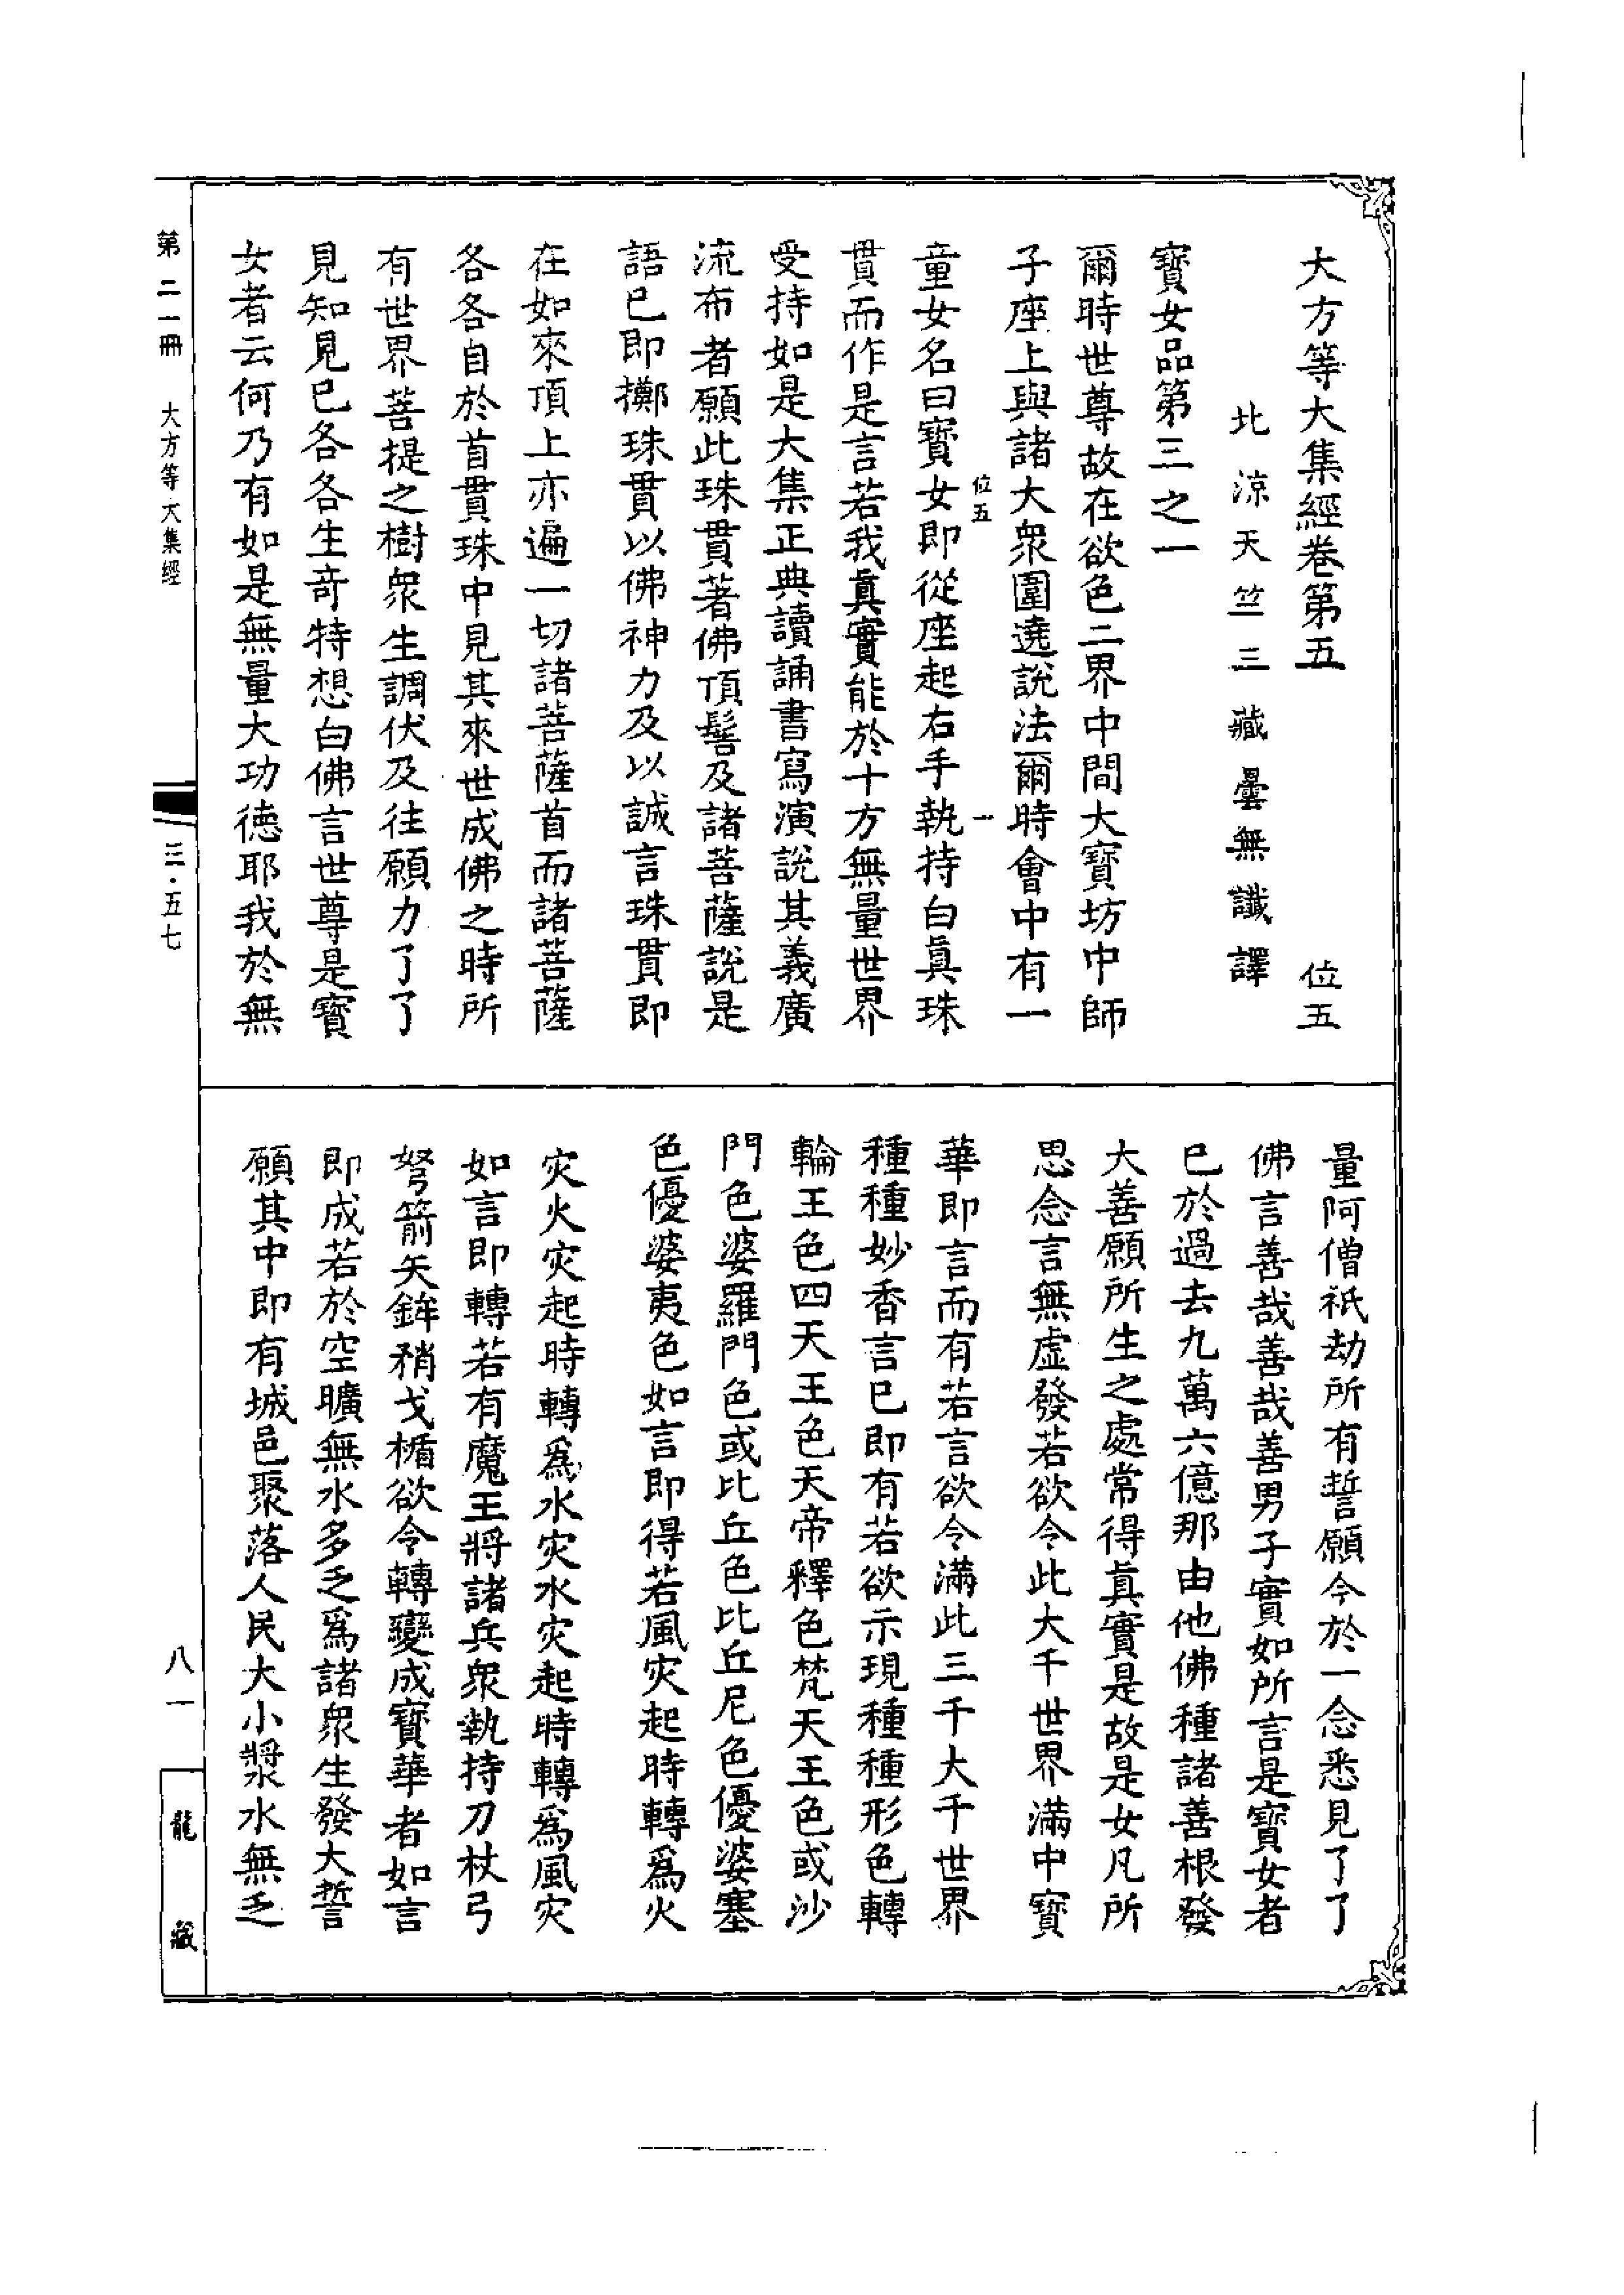 大方等大集經卷第五　位五
北涼天竺三藏曇無讖譯
寶女品第三之一
爾時世尊故在欲色二界中間大寶坊中師
子座上與諸大衆圍遶說法爾時會中有一
位五　一
童女名曰寶女即從座起右手執持白眞珠
貫而作是言若我眞實能於十方無量世界
受持如是大集正典讀誦書寫演說其義廣
流布者願此珠貫著佛頂髻及諸菩薩說是
語已即擲珠貫以佛神力及以誠言珠貫即
在如來頂上亦遍一切諸菩薩首而諸菩薩
各各自於首貫珠中見其來世成佛之時所
有世界菩提之樹衆生調伏及往願力了了
見知見已各各生奇特想白佛言世尊是寶
女者云何乃有如是無量大功德耶我於無
量阿僧祇劫所有誓願今於一念悉見了了
佛言善哉善哉善男子實如所言是寶女者
已於過去九萬六億那由他佛種諸善根發
大善願所生之處常得眞實是故是女凡所
思念言無虛發若欲令此大千世界滿中寶
華即言而有若言欲令滿此三千大千世界
種種妙香言已即有若欲示現種種形色轉
輪王色四天王色天帝釋色梵天王色或沙
門色婆羅門色或比丘色比丘尼色優婆塞
色優婆夷色如言即得若風灾起時轉爲火
灾火灾起時轉爲水灾水灾起時轉爲風灾
如言即轉若有魔王將諸兵衆執持刀杖弓
弩箭矢鉾矟戈楯欲令轉變成寶華者如言
即成若於空曠無水多乏爲諸衆生發大誓
願其中即有城邑聚落人民大小漿水無乏
第二一冊　大方等大集經　三·五七　八一　龍藏